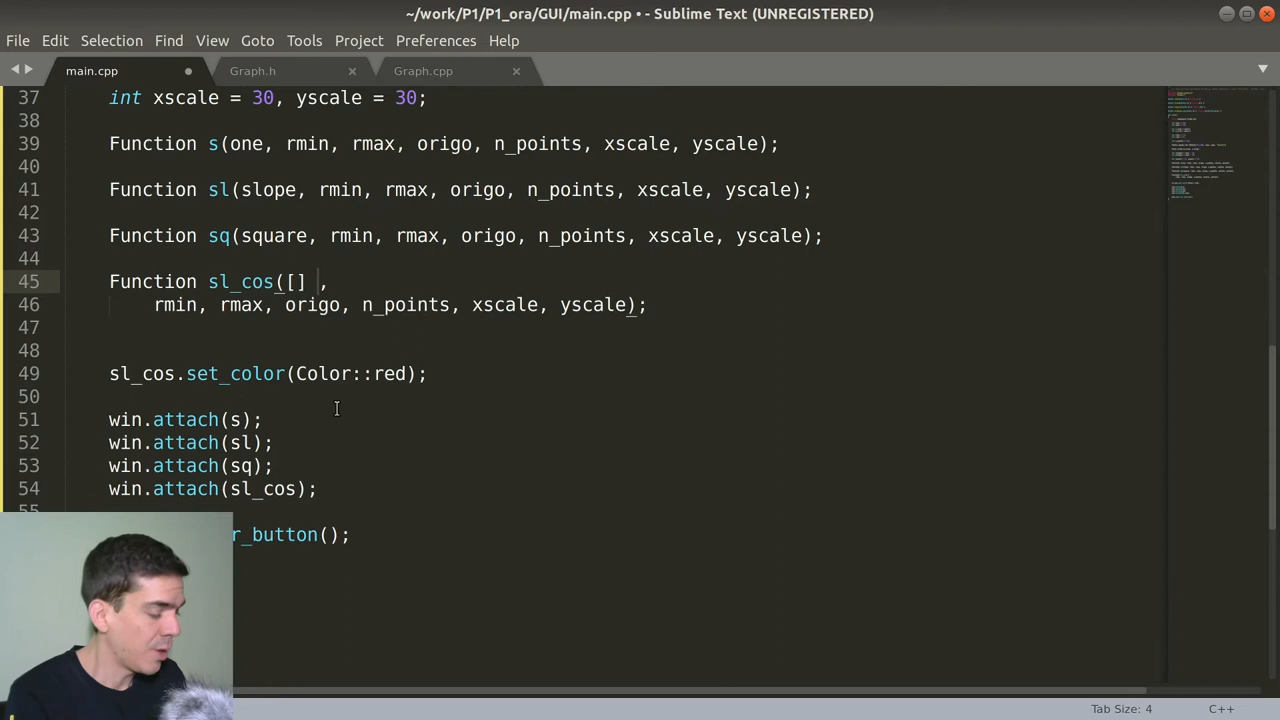 ~/work/P1/P1_ora/GUI/main.cpp • - Sublime Text (UNREGISTERED)
File Edit Selection Find View Goto Tools Project Preferences Help
main.cpp Graph.h Graph.cpp
37 int xscale = 30, yscale = 30;
38
39 Function s(one, rmin, rmax, origo, n_points, xscale, yscale);
40
41 Function sl(slope, rmin, rmax, origo, n_points, xscale, yscale);
42
43 Function sq(square, rmin, rmax, origo, n_points, xscale, yscale);
44
45 Function sl_cos([] ,
46 rmin, rmax, origo, n_points, xscale, yscale);
47
48
49 sl_cos.set_color(Color::red);
50
51 win.attach(s);
52 win.attach(sl);
53 win.attach(sq);
54 win.attach(sl_cos);
55
r_button();
Tab Size: 4 C++